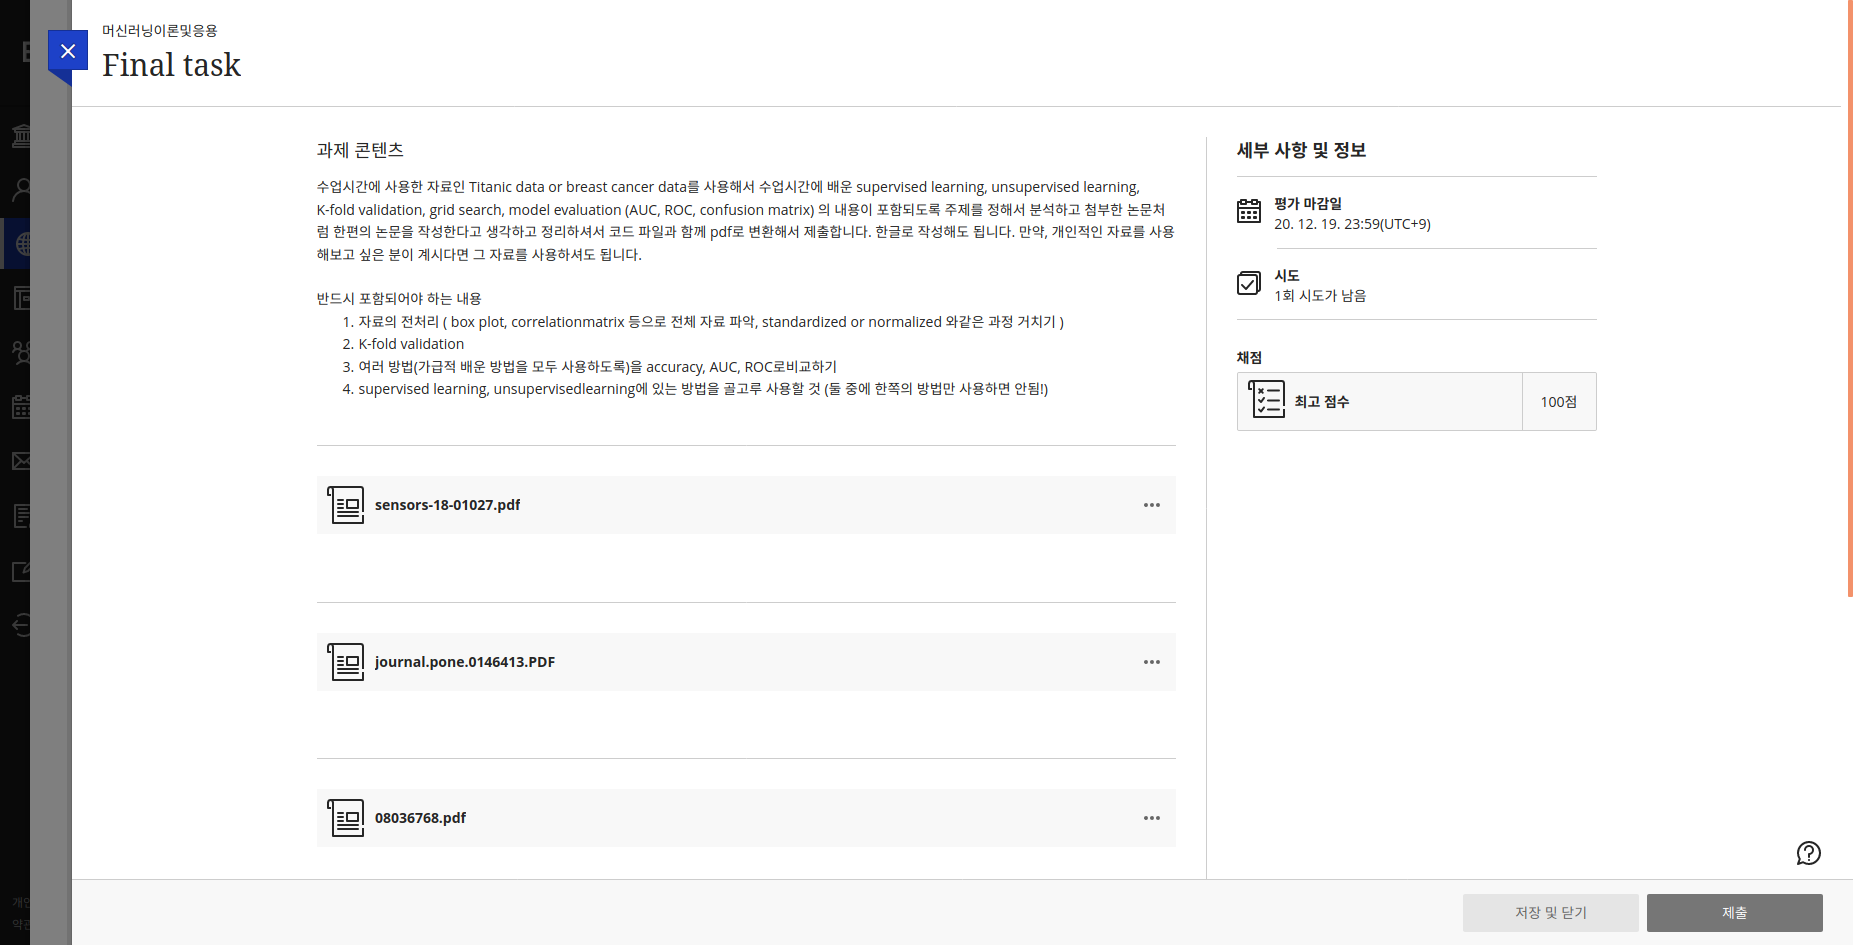 머신러닝이론및응용
Final task
과제 콘텐츠
수업시간에 사용한 자료인 Titanic data or breast cancer data를 사용해서 수업시간에 배운 supervised learning, unsupervised learning,
K-fold validation, grid search, model evaluation (AUC, ROC, confusion matrix) 의 내용이 포함되도록 주제를 정해서 분석하고 첨부한 논문처
럼 한편의 논문을 작성한다고 생각하고 정리하셔서 코드 파일과 함께 pdf로 변환해서 제출합니다. 한글로 작성해도 됩니다. 만약, 개인적인 자료를 사용
해보고 싶은 분이 계시다면 그 자료를 사용하셔도 됩니다.
반드시 포함되어야 하는 내용
1. 자료의 전처리 ( box plot, correlationmatrix 등으로 전체 자료 파악, standardized or normalized 와같은 과정 거치기 )
2. K-fold validation
3. 여러 방법(가급적 배운 방법을 모두 사용하도록)을 accuracy, AUC, ROC로비교하기
4. supervised learning, unsupervisedlearning에 있는 방법을 골고루 사용할 것 (둘 중에 한쪽의 방법만 사용하면 안됨!)
sensors-18-01027.pdf
journal.pone.0146413.PDF
08036768.pdf
세부 사항 및 정보
평가 마감일
20. 12. 19. 23:59(UTC+9)
시도
1회 시도가 남음
채점
최고 점수
100점
개인
약관
저장 및 닫기
제출